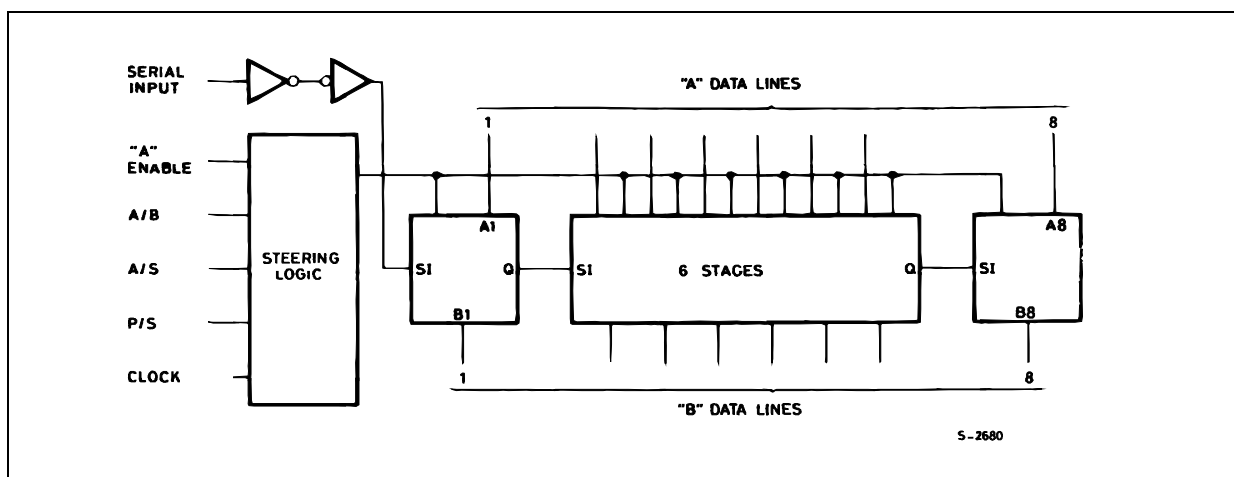 SERIAL
INPUT
"A" DATA LINES
1
8
"A"
ENABLE
A/B
A/S
P/S
CLOCK
STEERING
LOGIC
A1
SI
Q
B1
SI
6 STAGES
Q
A8
SI
B8
1
8
"B" DATA LINES
S-2680